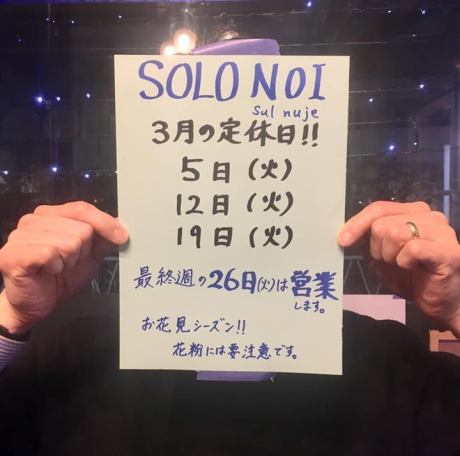 SOLO NOI
Sul nuje
3月の定休日!!
5日(火)
12日(火)
19日(火)
最終週の26日(火)は営業
します。
お花見シーズン!!
花粉には要注意です。